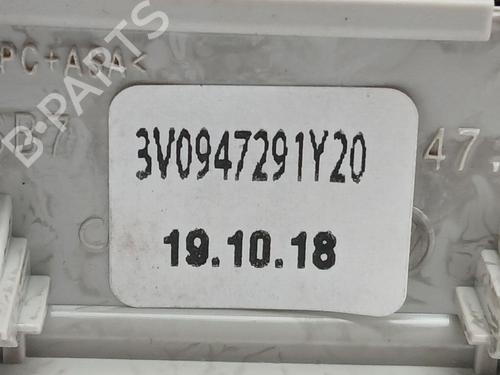 PC+ASA<
B-PARTS
3V0947291Y20
47.
19.10.18